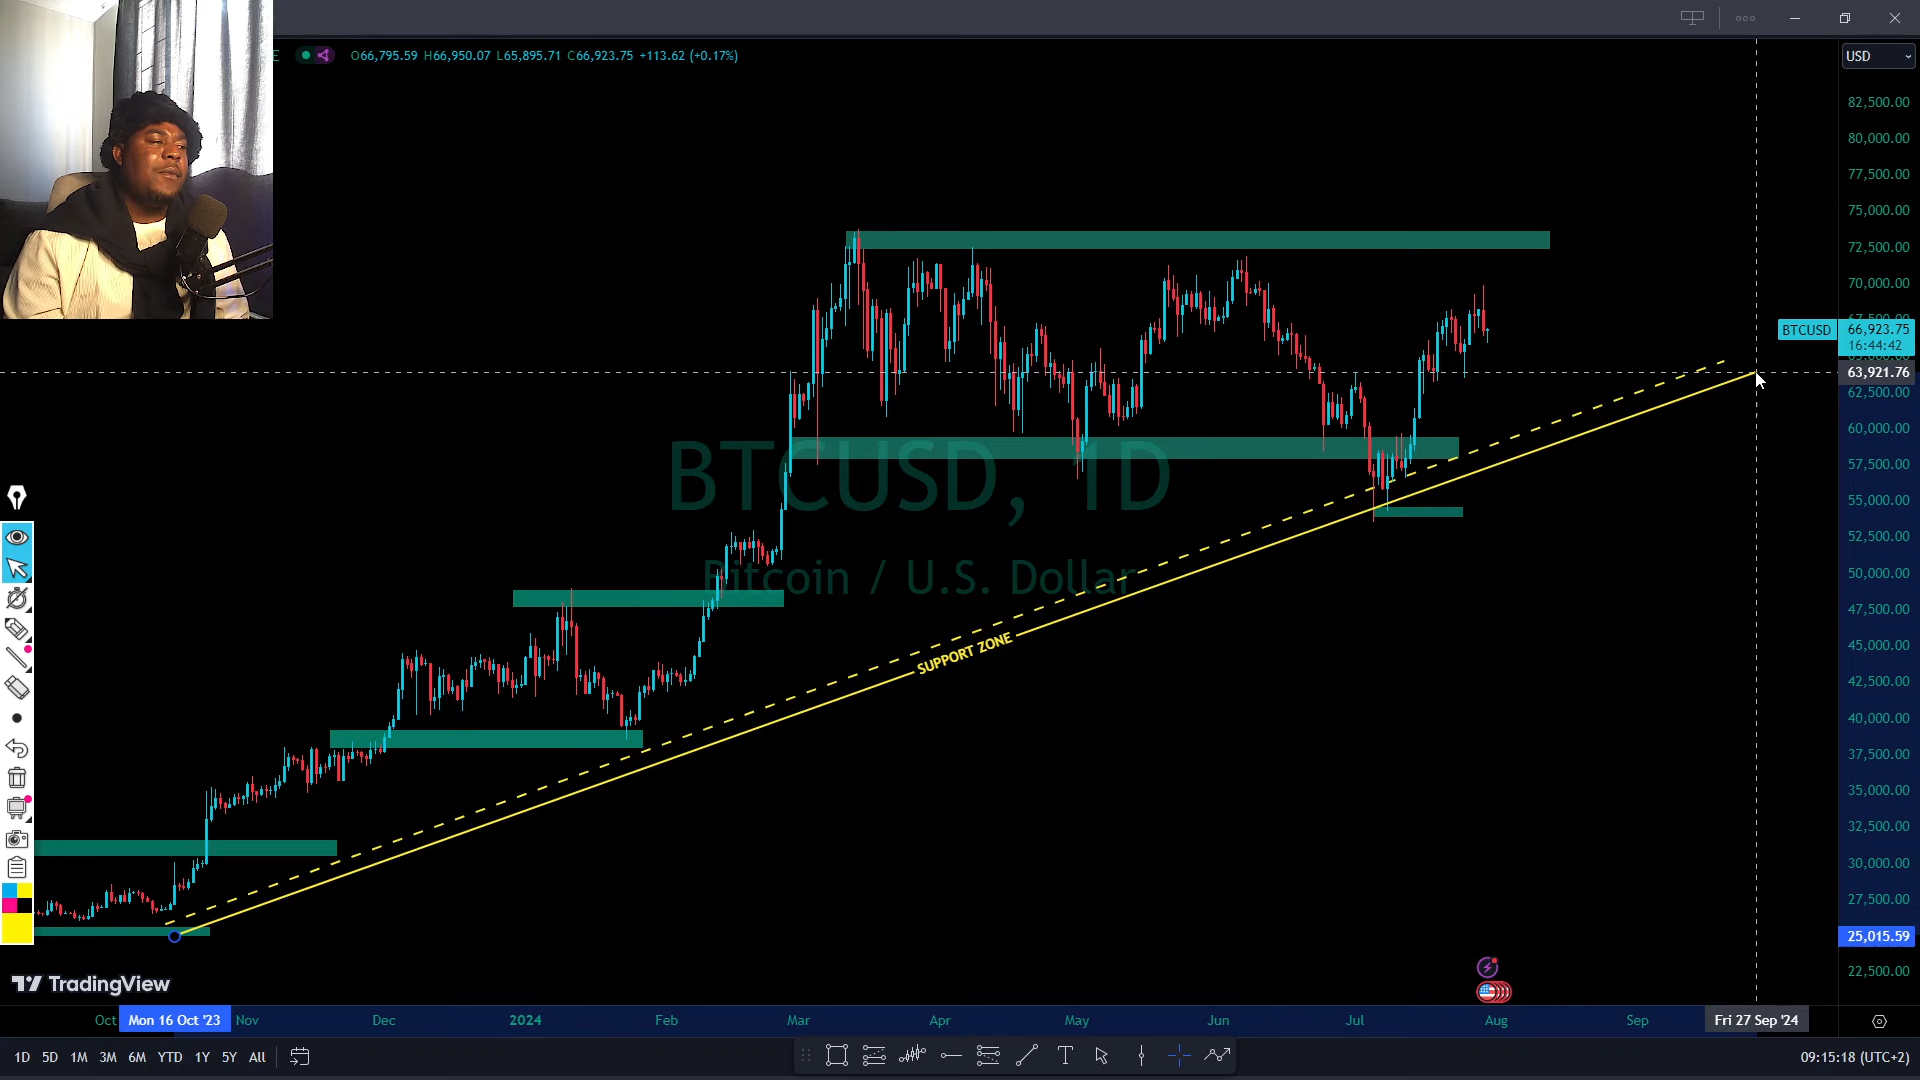 E O66,795.59 H66,950.07 L65,895.71 C66,923.75 +113.62 (+0.17%)
USD
82,500.00
80,000.00
77,500.00
75,000.00
72,500.00
70,000.00
67,500.00
BTCUSD 66,923.75
16:44:42
65,000.00
63,921.76
62,500.00
60,000.00
57,500.00
55,000.00
52,500.00
50,000.00
47,500.00
45,000.00
42,500.00
40,000.00
37,500.00
35,000.00
32,500.00
30,000.00
27,500.00
25,015.59
22,500.00
BTCUSD, 1D
Bitcoin / U.S. Dollar
SUPPORT ZONE
TradingView
Oct Mon 16 Oct '23 Nov Dec 2024 Feb Mar Apr May Jun Jul Aug Sep Fri 27 Sep '24
1D 5D 1M 3M 6M YTD 1Y 5Y All
09:15:18 (UTC+2)